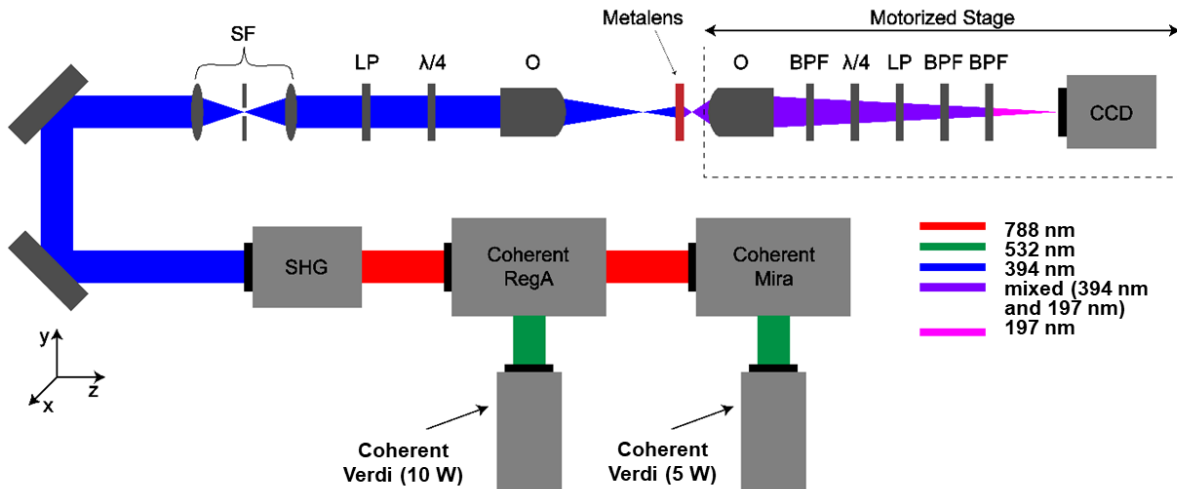 Metalens
Motorized Stage
SF
LP
λ/4
O
O
BPF
λ/4
LP
BPF
BPF
CCD
SHG
Coherent
RegA
Coherent
Mira
788 nm
532 nm
394 nm
mixed (394 nm
and 197 nm)
197 nm
y
z
x
Coherent
Verdi (10 W)
Coherent
Verdi (5 W)